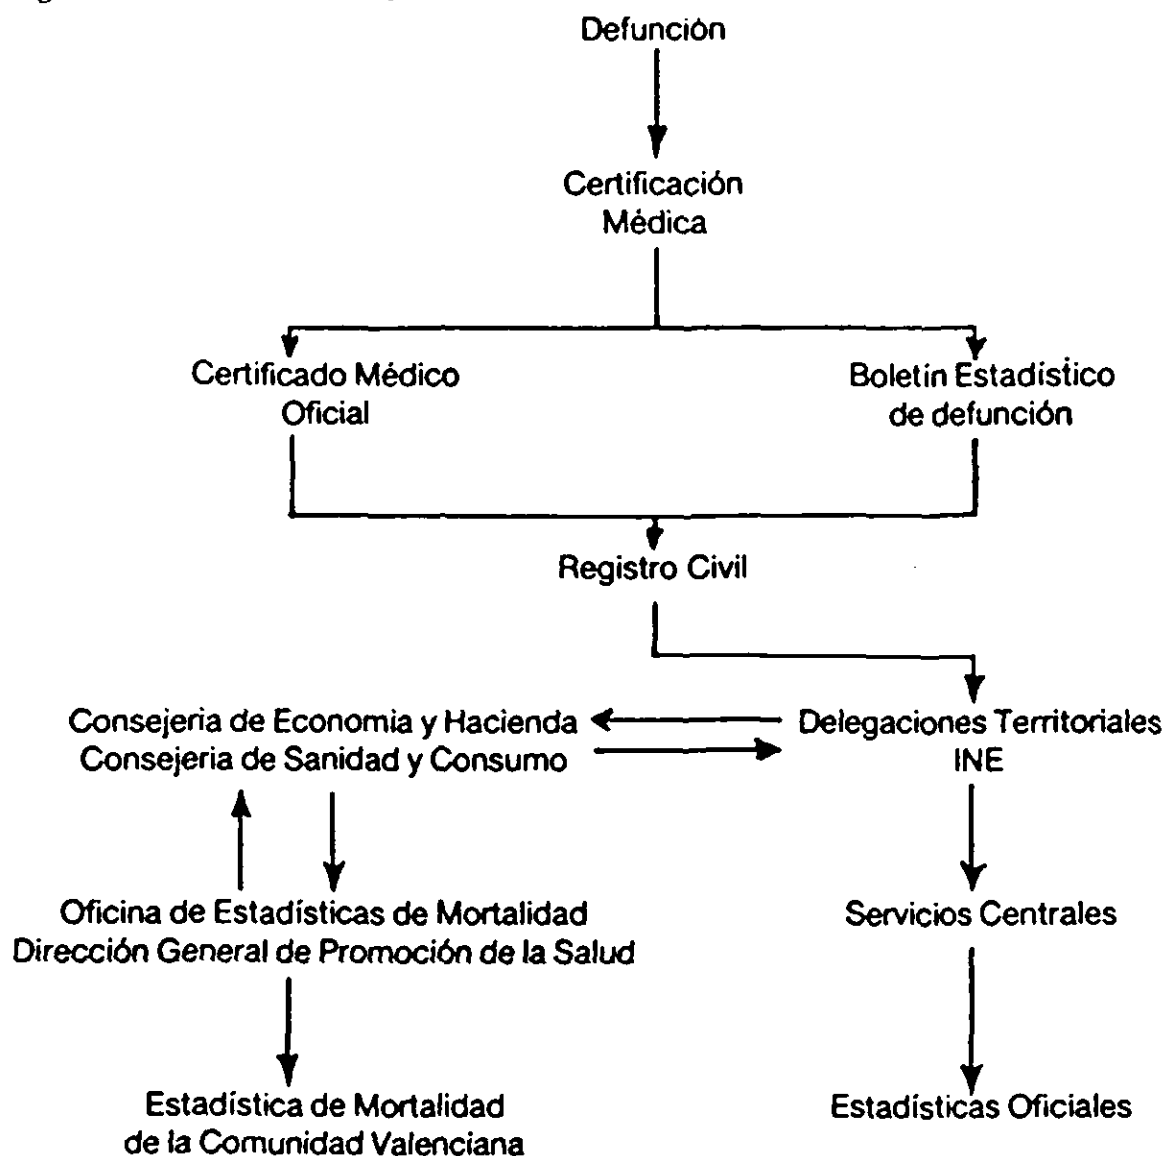 Defunción
Certificación
Médica
Certificado Médico
Oficial
Boletín Estadístico
de defunción
Registro Civil
Consejeria de Economia y Hacienda
Consejeria de Sanidad y Consumo
Delegaciones Territoriales
INE
Oficina de Estadísticas de Mortalidad
Dirección General de Promoción de la Salud
Servicios Centrales
Estadística de Mortalidad
de la Comunidad Valenciana
Estadísticas Oficiales